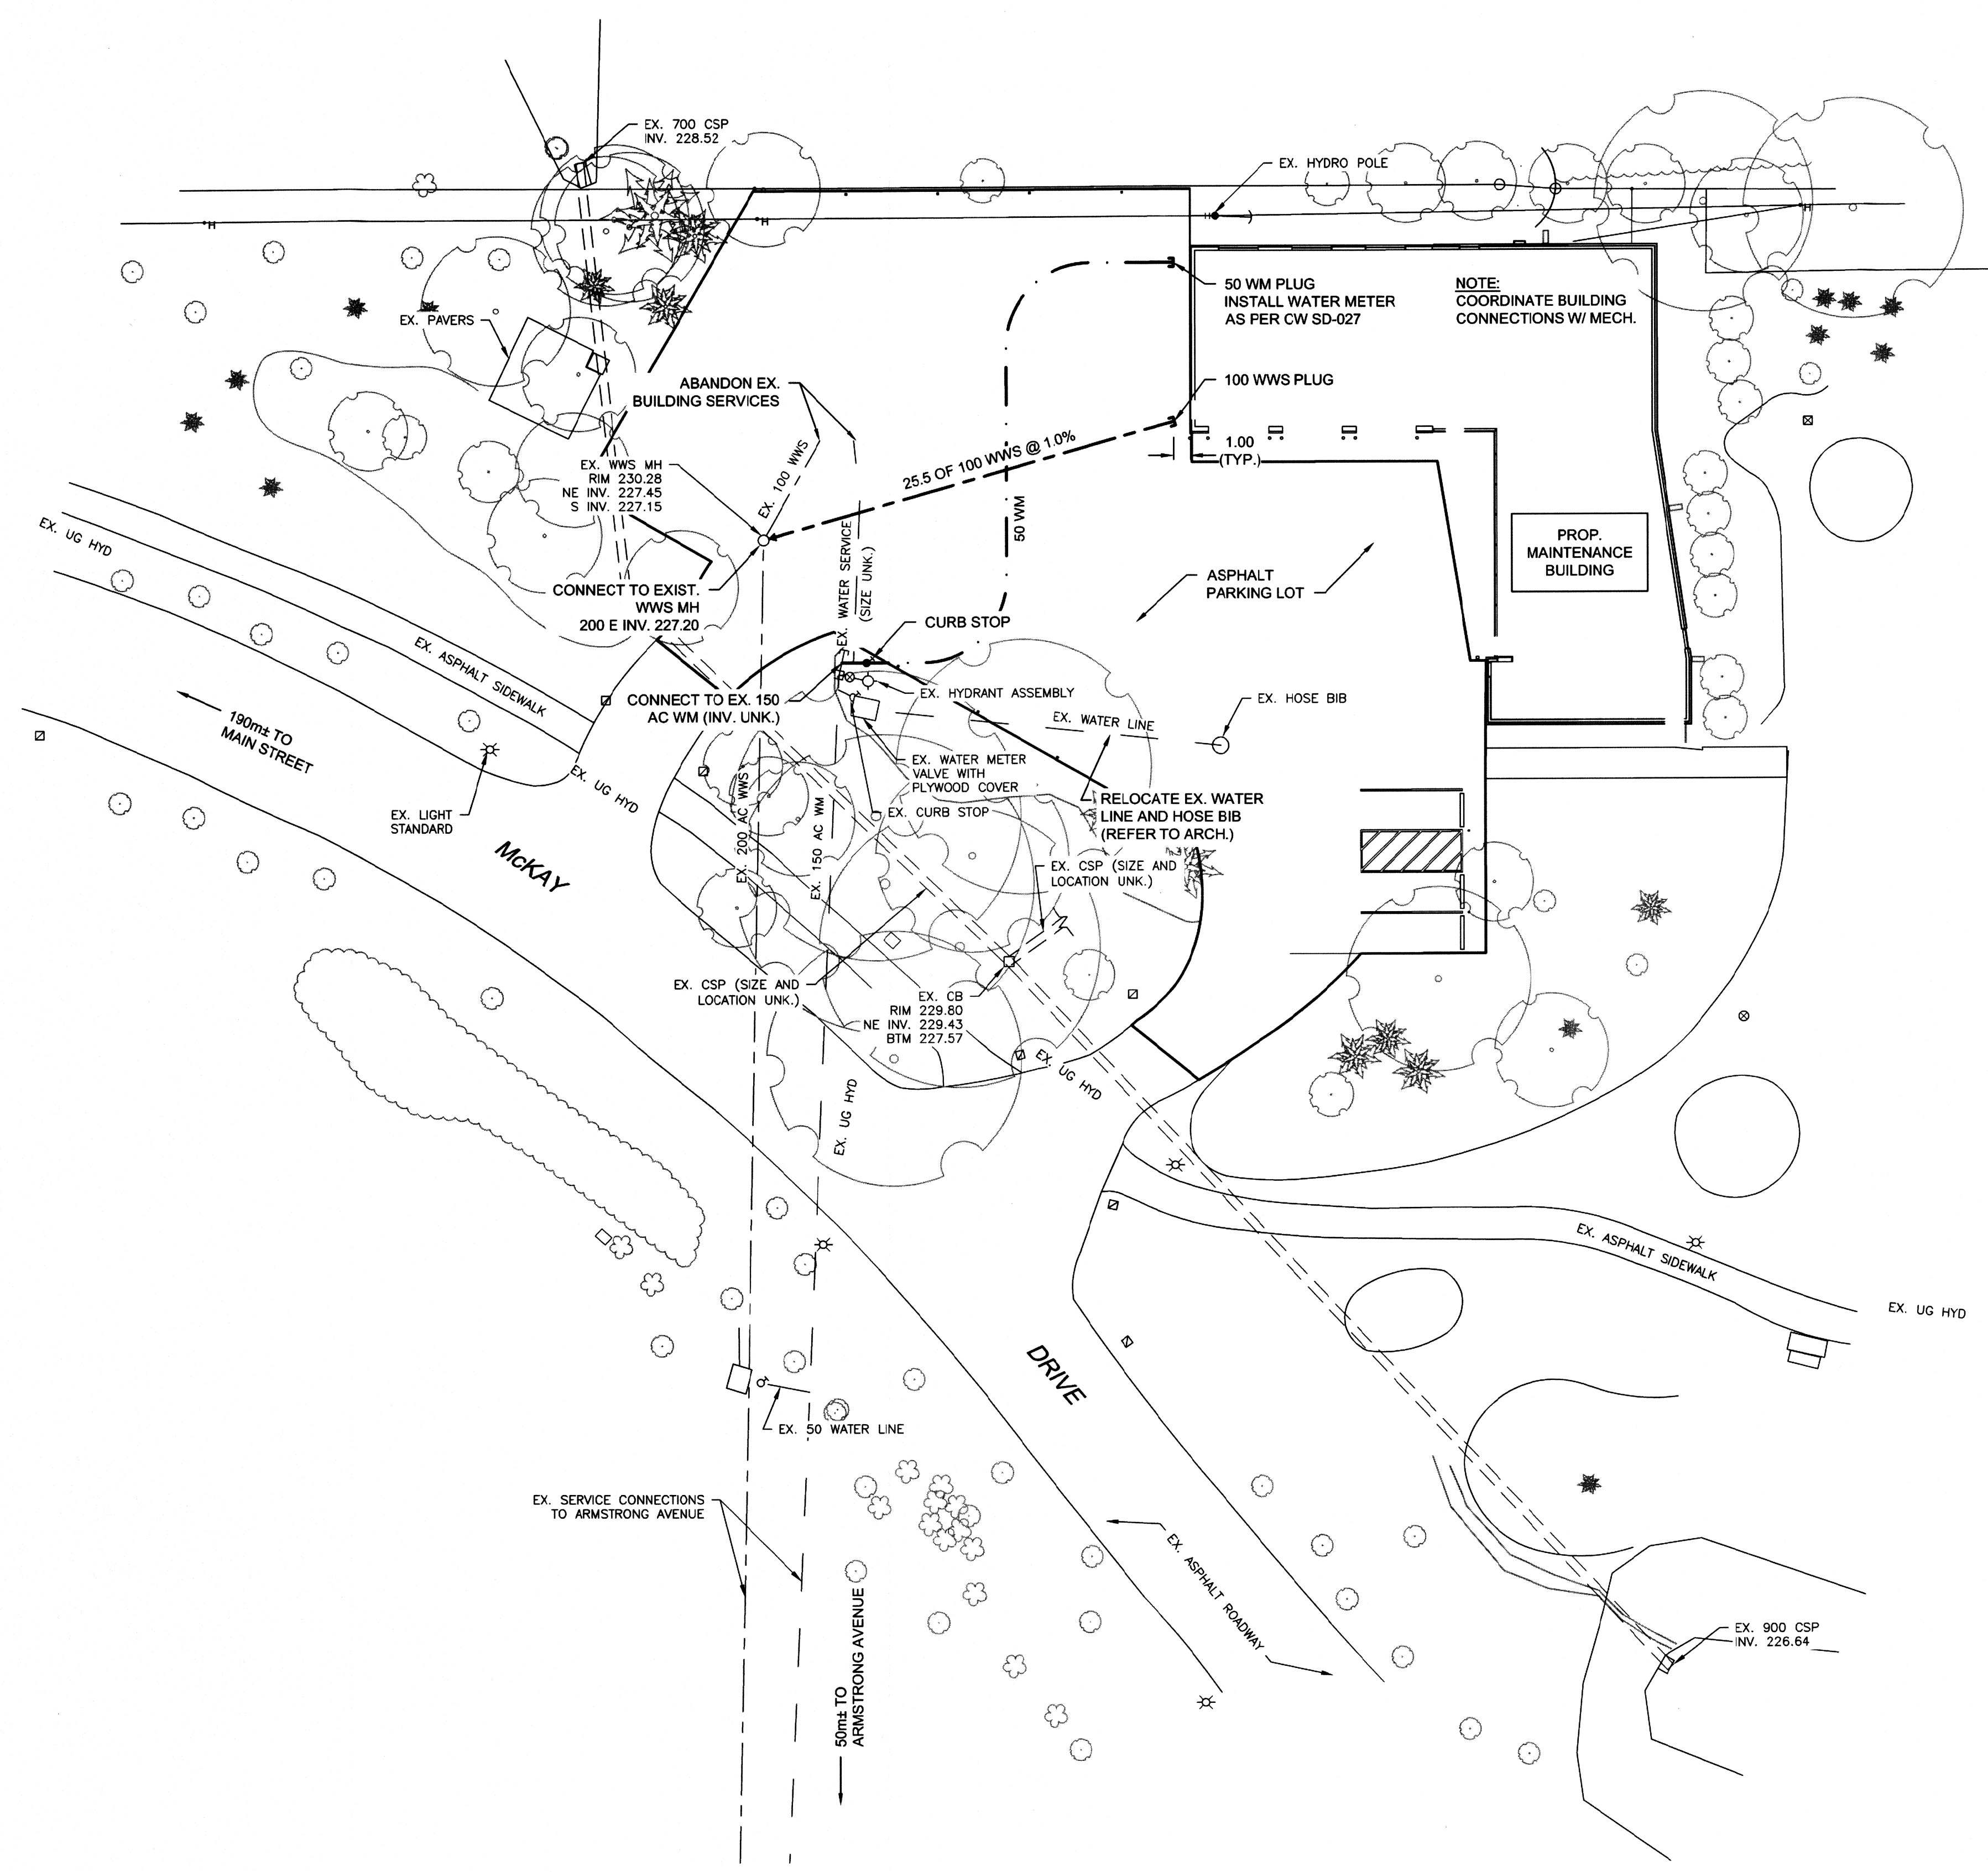 EX. 700 CSP
INV. 228.52
EX. HYDRO POLE
H
H
H
H
50 WM PLUG
INSTALL WATER METER
AS PER CW SD-027
NOTE:
COORDINATE BUILDING
CONNECTIONS W/ MECH.
EX. PAVERS
ABANDON EX.
BUILDING SERVICES
100 WWS PLUG
1.00
(TYP.)
25.5 OF 100 WWS @ 1.0%
EX. 100 WWS
EX. WWS MH
RIM 230.28
NE INV. 227.45
S INV. 227.15
50 WM
EX. WATER SERVICE
(SIZE UNK.)
EX. UG HYD
PROP.
MAINTENANCE
BUILDING
CONNECT TO EXIST.
WWS MH
200 E INV. 227.20
ASPHALT
PARKING LOT
CURB STOP
EX. ASPHALT SIDEWALK
CONNECT TO EX. 150
AC WM (INV. UNK.)
EX. HYDRANT ASSEMBLY
EX. HOSE BIB
EX. WATER LINE
190m± TO
MAIN STREET
EX. UG HYD
EX. WATER METER
VALVE WITH
PLYWOOD COVER
EX. LIGHT
STANDARD
EX. CURB STOP
RELOCATE EX. WATER
LINE AND HOSE BIB
(REFER TO ARCH.)
EX. 200 AC WWS
EX. 150 AC WM
McKAY
EX. CSP (SIZE AND
LOCATION UNK.)
EX. CSP (SIZE AND
LOCATION UNK.)
EX. CB
RIM 229.80
NE INV. 229.43
BTM 227.57
EX. UG HYD
EX. UG HYD
EX. ASPHALT SIDEWALK
EX. UG HYD
DRIVE
EX. 50 WATER LINE
EX. SERVICE CONNECTIONS
TO ARMSTRONG AVENUE
EX. ASPHALT ROADWAY
50m± TO
ARMSTRONG AVENUE
EX. 900 CSP
INV. 226.64